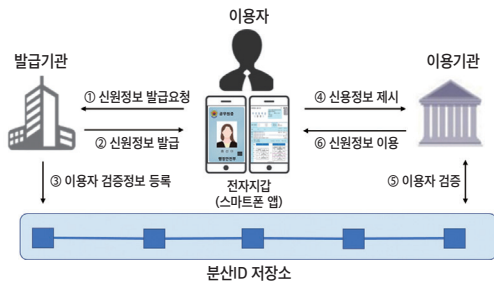 이용자
발급기관
이용기관
① 신원정보 발급요청
④ 신용정보 제시
② 신원정보 발급
⑥ 신원정보 이용
③ 이용자 검증정보 등록
전자지갑
(스마트폰 앱)
⑤ 이용자 검증
분산ID 저장소